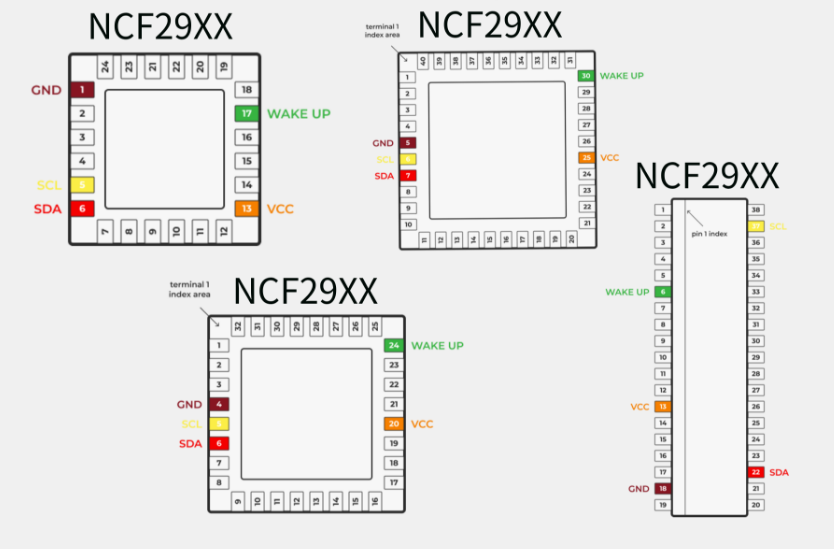 NCF29XX
24 23 21 22 20 19
GND 1 18
2 17 WAKE UP
3 16
4 15
SCL 5 14
SDA 6 13 VCC
7 8 9 10 11 12
NCF29XX
terminal 1
index area
40 39 38 37 36 35 34 33 32 31
1 30 WAKE UP
2 29
3 28
4 27
GND 5 26
SCL 6 25 VCC
SDA 7 24
8 23
9 22
10 21
11 12 13 14 15 16 17 18 19 20
NCF29XX
terminal 1
index area
32 31 30 29 28 27 26 25
1 24 WAKE UP
2 23
3 22
GND 4 21
SCL 5 20 VCC
SDA 6 19
7 18
8 17
9 10 11 12 13 14 15 16
NCF29XX
1 38
2 37 SCL
pin 1 index
3 36
4 35
5 34
WAKE UP 6 33
7 32
8 31
9 30
10 29
11 28
12 27
VCC 13 26
14 25
15 24
16 23
17 22 SDA
GND 18 21
19 20